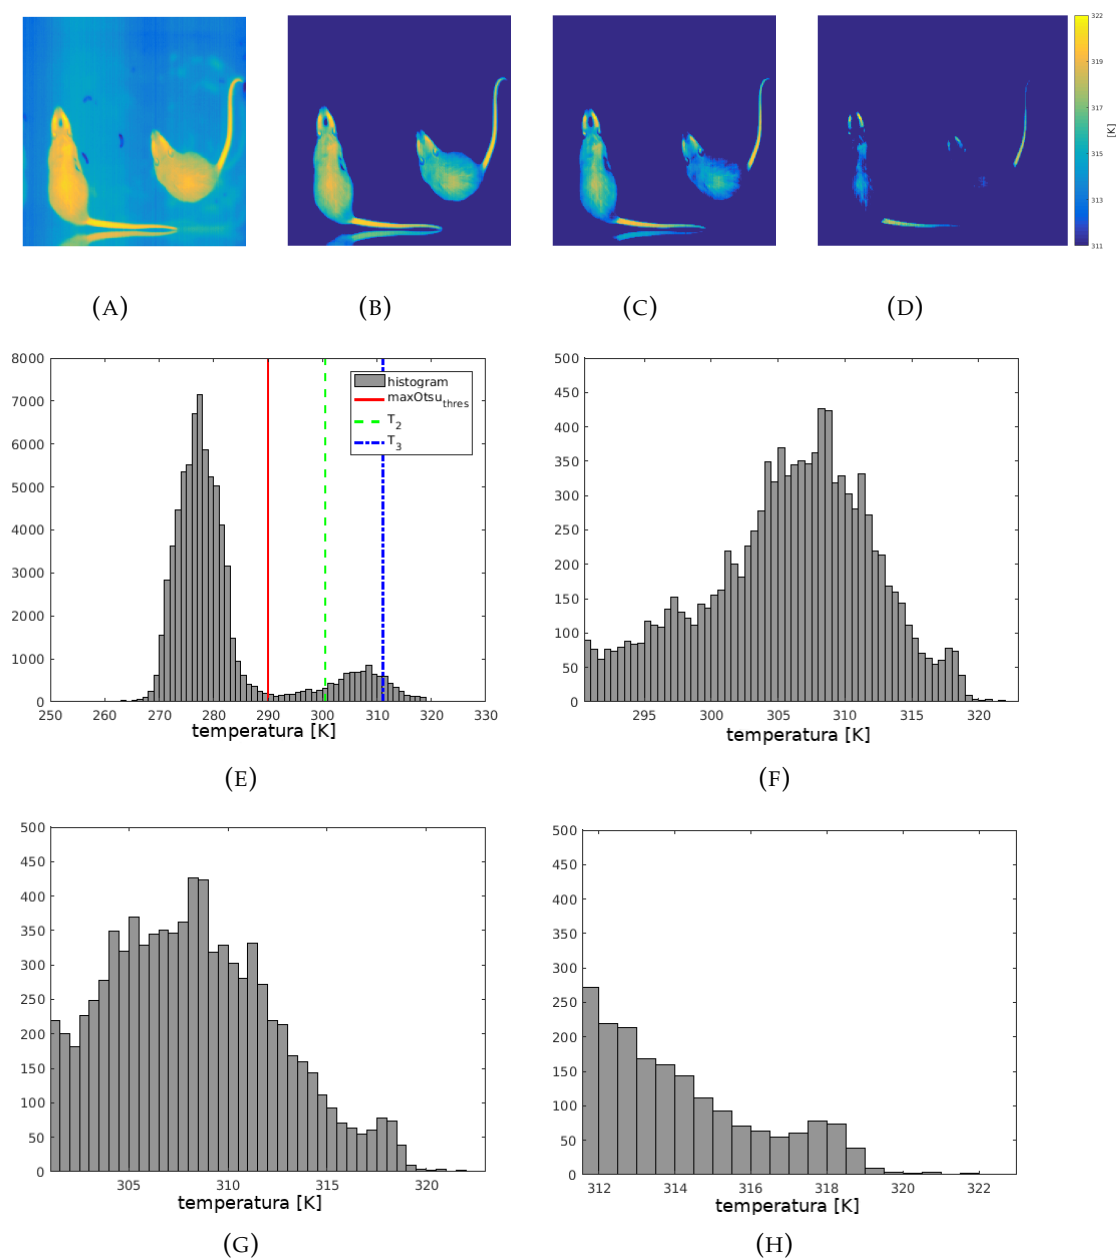 322
319
317
315
313
311
[K]
(A)
(B)
(C)
(D)
8000
7000
6000
5000
4000
3000
2000
1000
0
250 260 270 280 290 300 310 320 330
temperatura [K]
histogram
maxOtsu thres
T 2
T 3
(E)
500
450
400
350
300
250
200
150
100
50
0
295 300 305 310 315 320
temperatura [K]
(F)
500
450
400
350
300
250
200
150
100
50
0
305 310 315 320
temperatura [K]
(G)
500
450
400
350
300
250
200
150
100
50
0
312 314 316 318 320 322
temperatura [K]
(H)